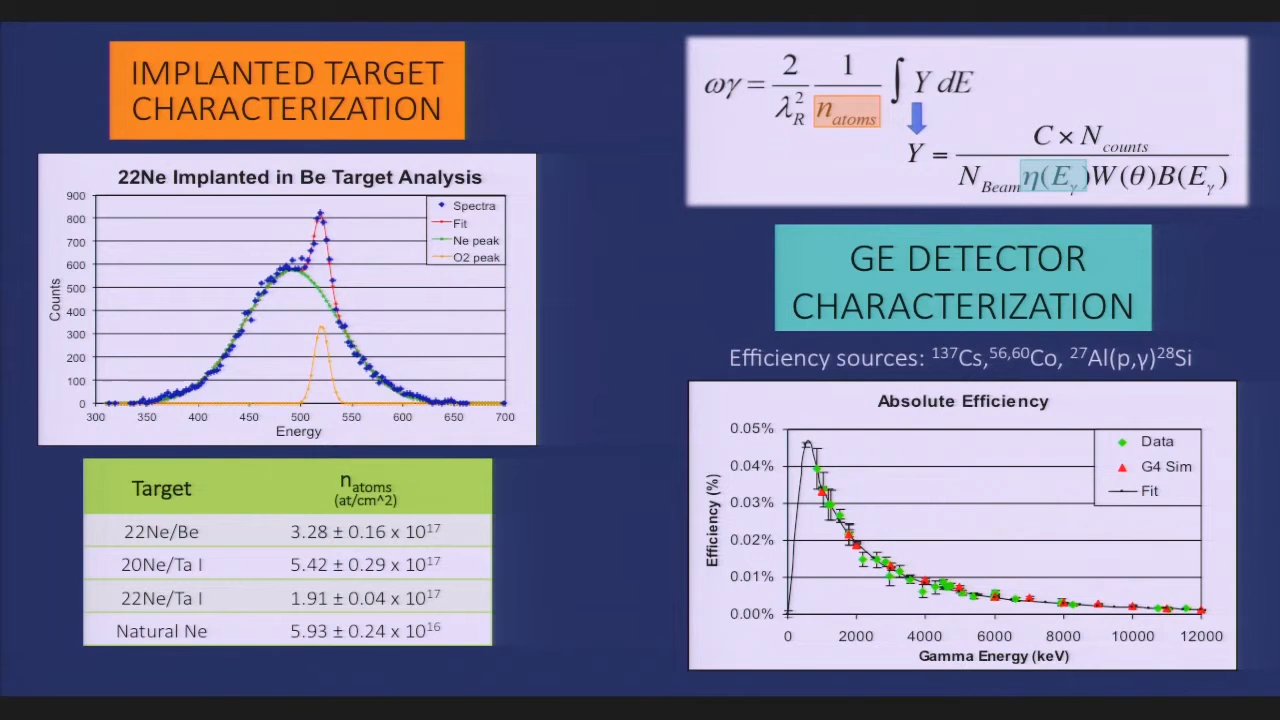 IMPLANTED TARGET
CHARACTERIZATION
22Ne Implanted in Be Target Analysis
Counts
900
800
700
600
500
400
300
200
100
0
300 350 400 450 500 550 600 650 700
Energy
Spectra
Fit
Ne peak
O2 peak
Target n_atoms (at/cm^2)
22Ne/Be 3.28 ± 0.16 x 10^17
20Ne/Ta I 5.42 ± 0.29 x 10^17
22Ne/Ta I 1.91 ± 0.04 x 10^17
Natural Ne 5.93 ± 0.24 x 10^16
ωγ = 2/λ_R^2 1/n_atoms ∫ Y dE
Y = C × N_counts / N_Beam η(E_γ)W(θ)B(E_γ)
GE DETECTOR
CHARACTERIZATION
Efficiency sources: ¹³⁷Cs,⁵⁶,⁶⁰Co, ²⁷Al(p,γ)²⁸Si
Absolute Efficiency
Efficiency (%)
0.05%
0.04%
0.03%
0.02%
0.01%
0.00%
0 2000 4000 6000 8000 10000 12000
Gamma Energy (keV)
Data
G4 Sim
Fit